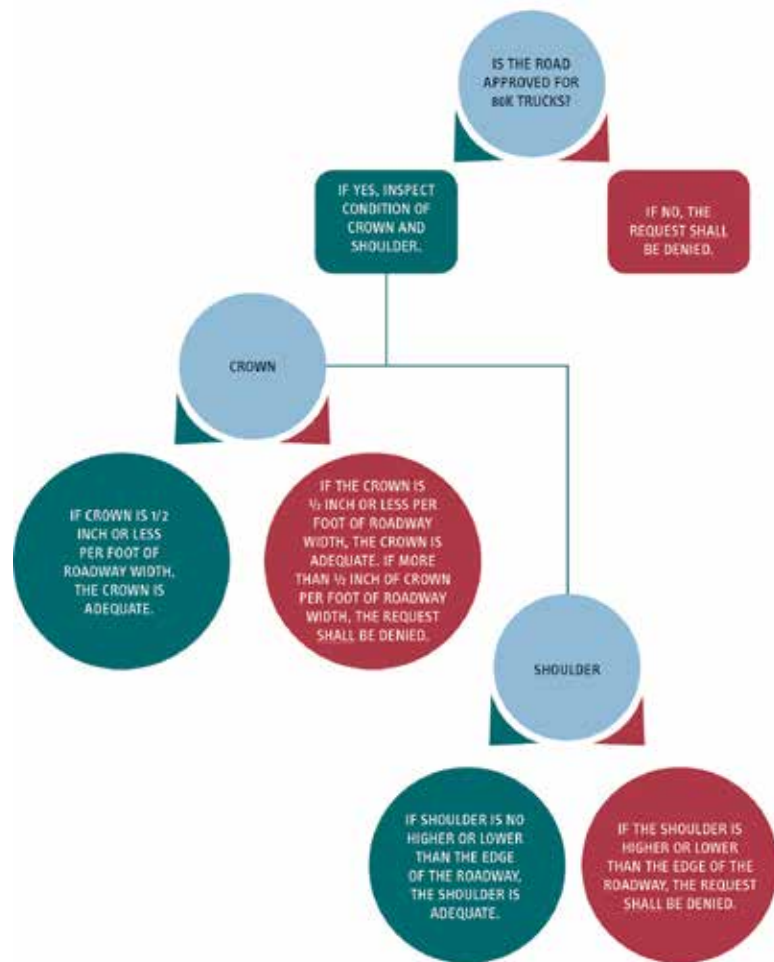 IS THE ROAD
APPROVED FOR
80K TRUCKS?
IF YES, INSPECT
CONDITION OF
CROWN AND
SHOULDER.
IF NO, THE
REQUEST SHALL
BE DENIED.
CROWN
IF CROWN IS 1/2
INCH OR LESS
PER FOOT OF
ROADWAY WIDTH,
THE CROWN IS
ADEQUATE.
IF THE CROWN IS
½ INCH OR LESS PER
FOOT OF ROADWAY
WIDTH, THE CROWN IS
ADEQUATE. IF MORE
THAN ½ INCH OF CROWN
PER FOOT OF ROADWAY
WIDTH, THE REQUEST
SHALL BE DENIED.
SHOULDER
IF SHOULDER IS NO
HIGHER OR LOWER
THAN THE EDGE
OF THE ROADWAY,
THE SHOULDER IS
ADEQUATE.
IF THE SHOULDER IS
HIGHER OR LOWER
THAN THE EDGE OF THE
ROADWAY, THE REQUEST
SHALL BE DENIED.